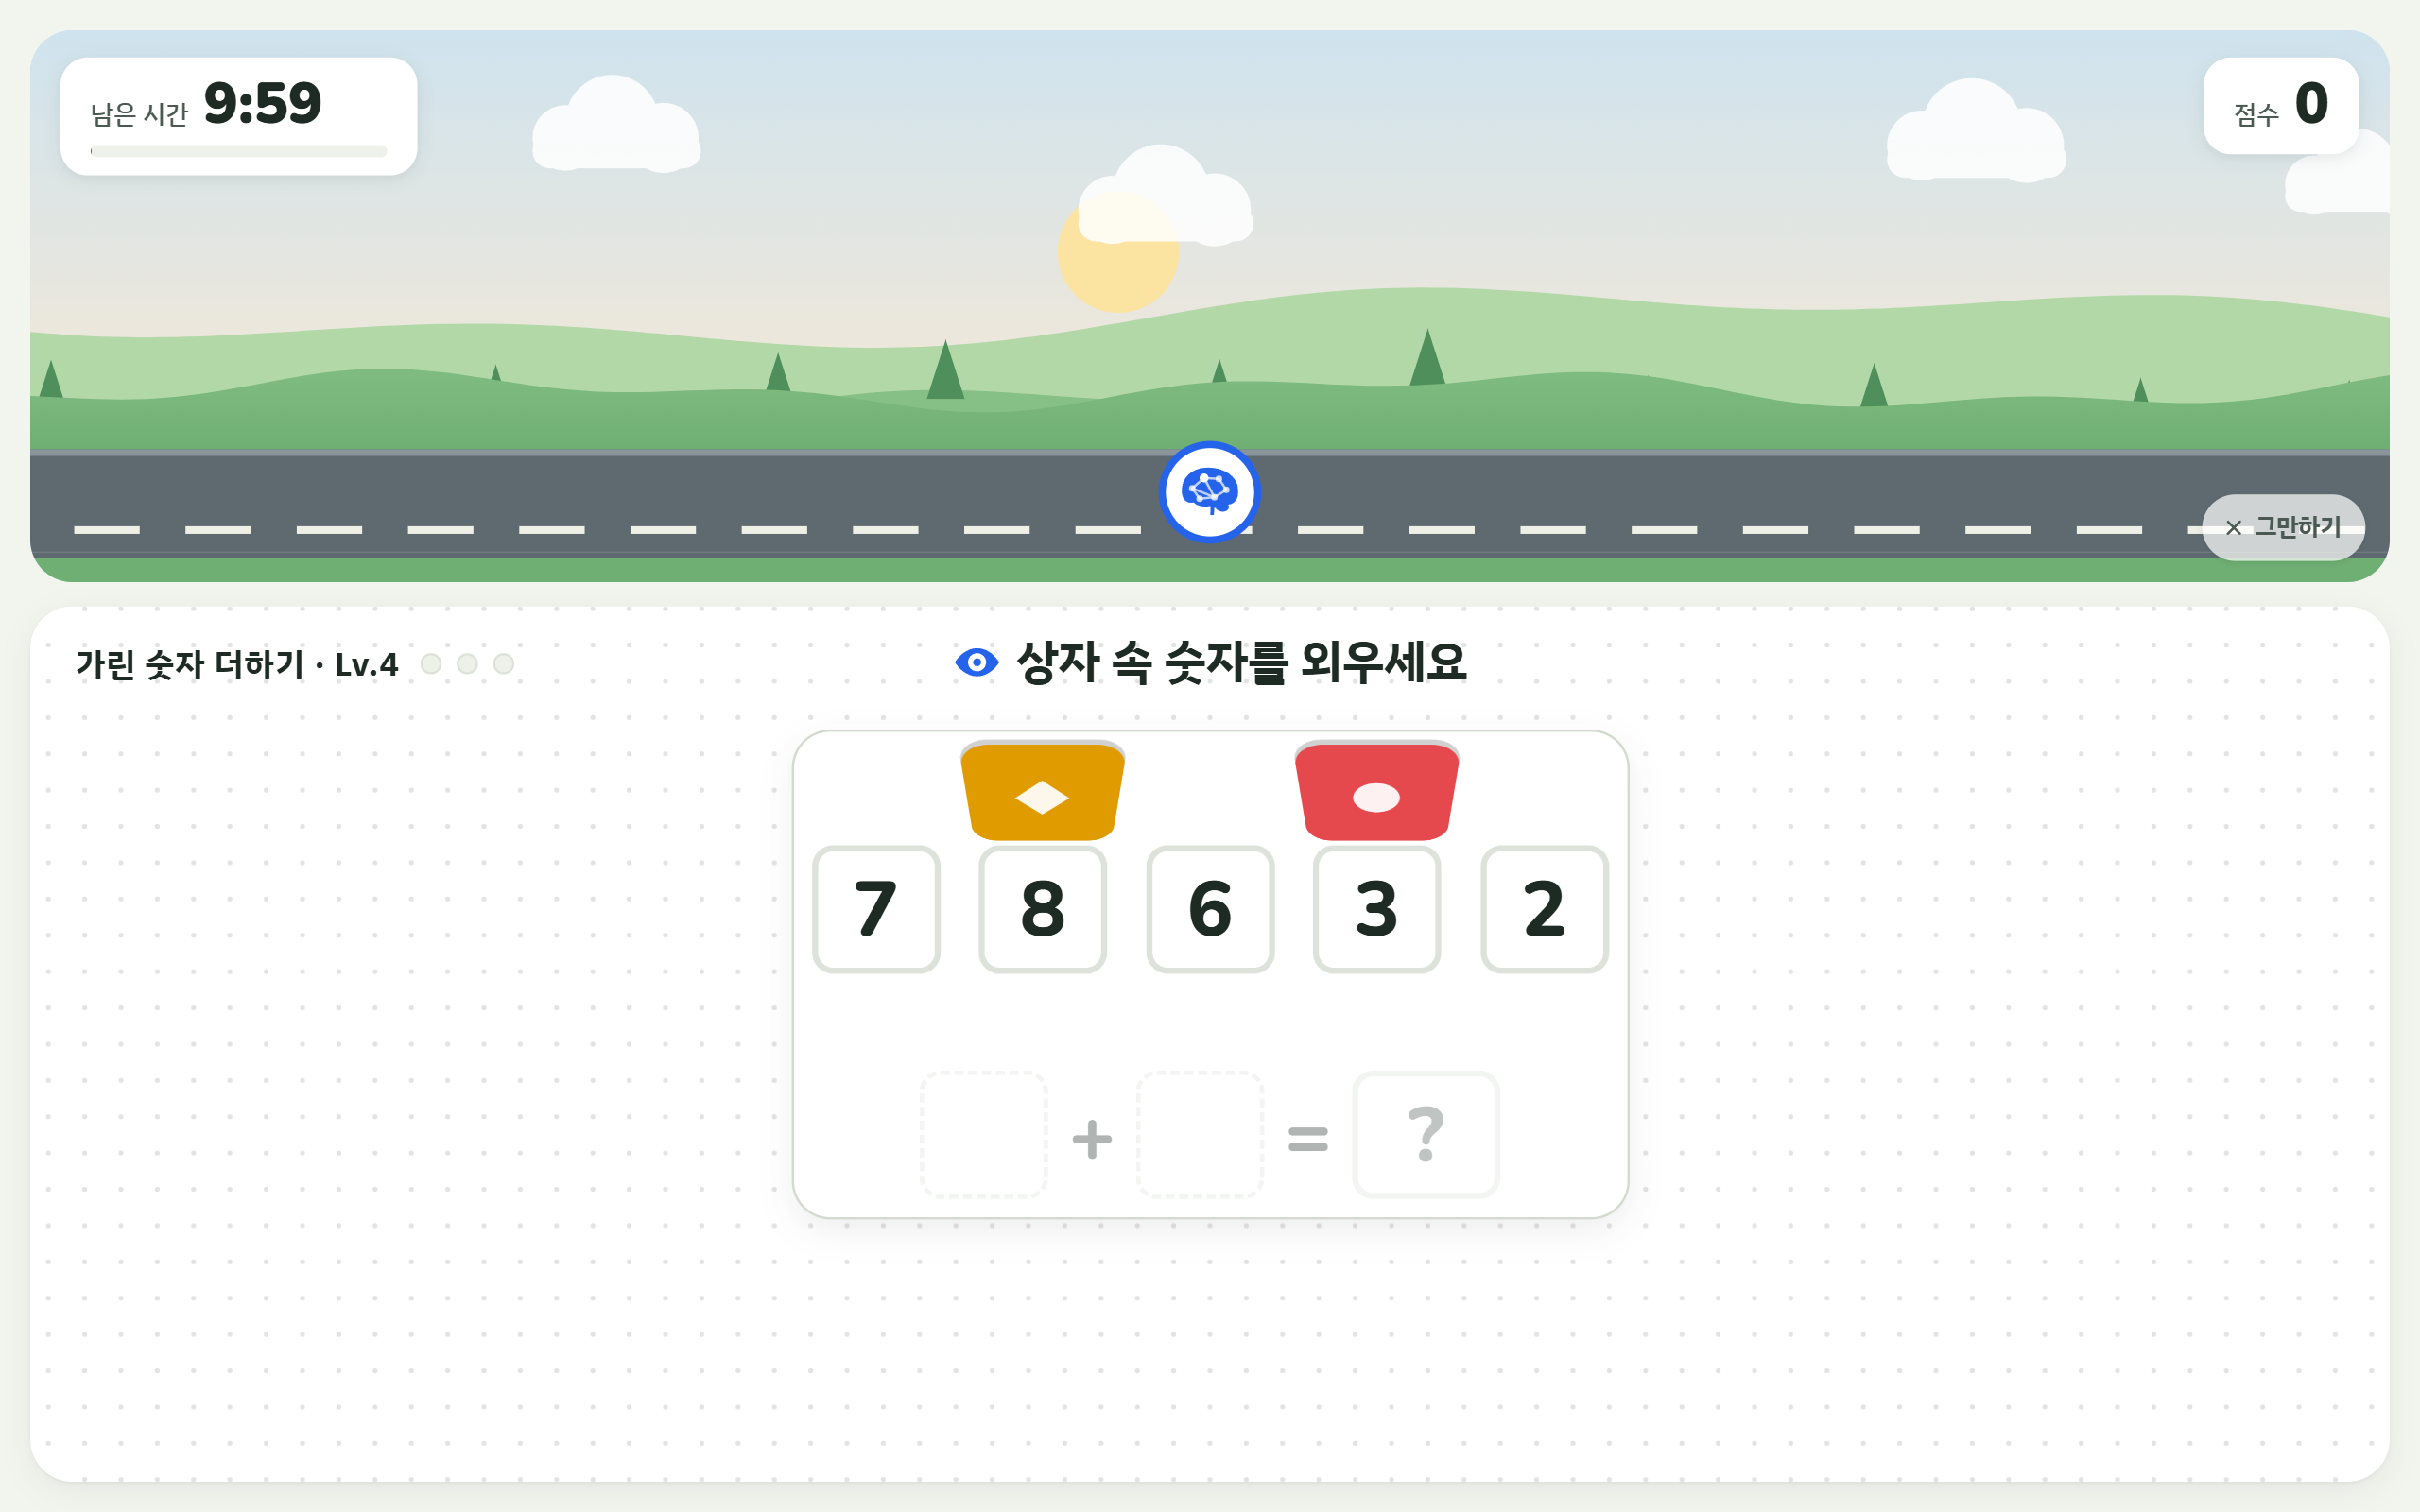 남은 시간 9:59
점수 0
× 그만하기
가린 숫자 더하기 · Lv.4
상자 속 숫자를 외우세요
7 8 6 3 2
+ = ?